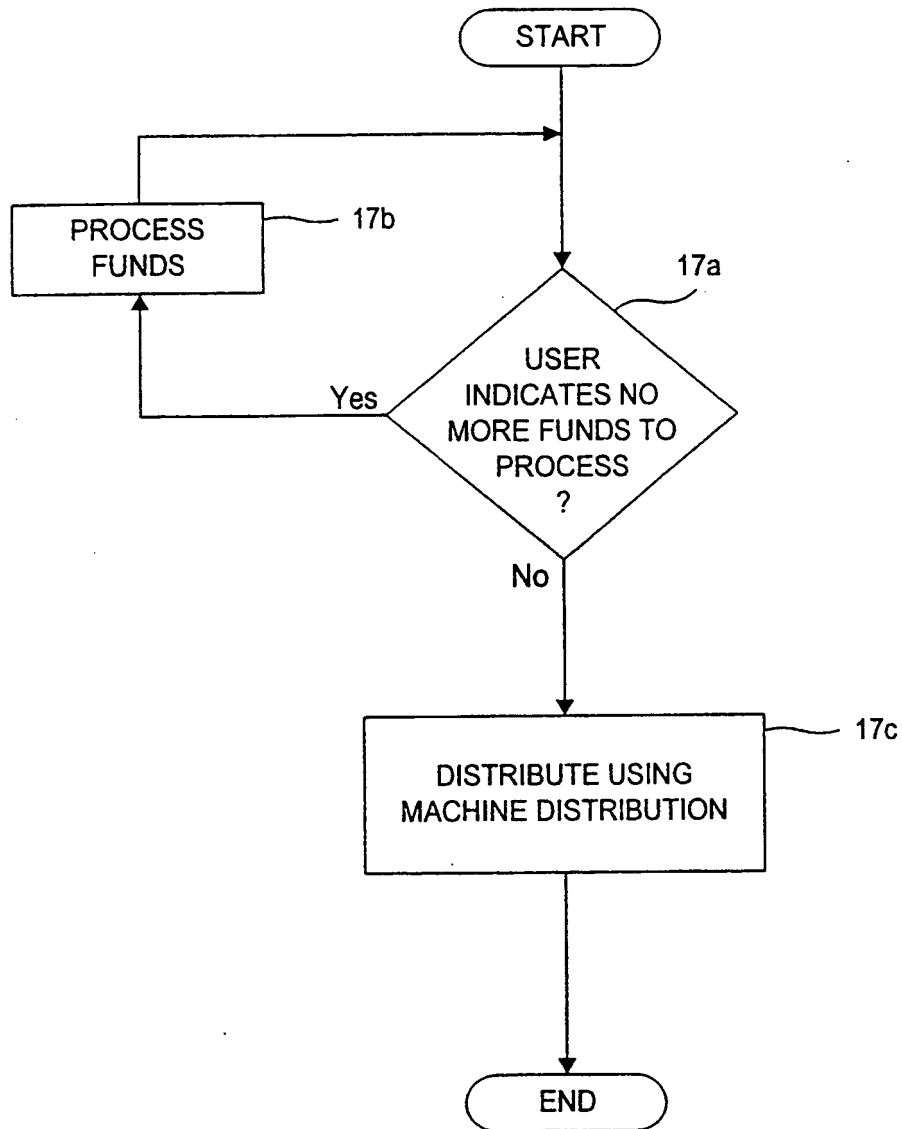 START
PROCESS
FUNDS
17b
17a
USER
INDICATES NO
MORE FUNDS TO
PROCESS
?
Yes
No
17c
DISTRIBUTE USING
MACHINE DISTRIBUTION
END